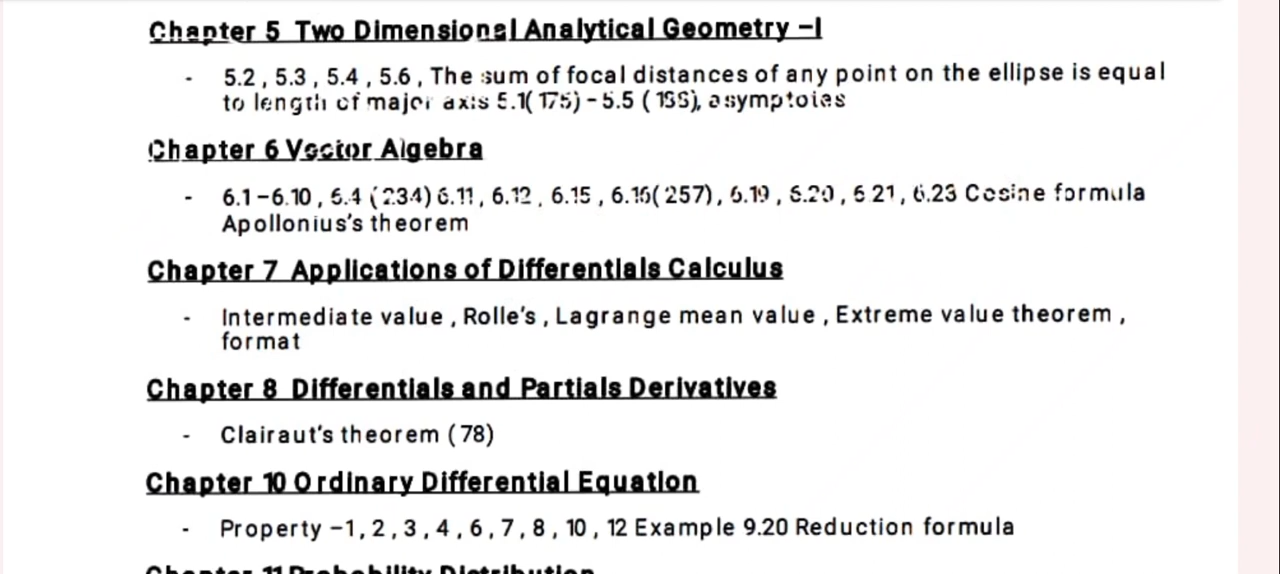 Chapter 5 Two Dimensional Analytical Geometry -I
- 5.2 , 5.3 , 5.4 , 5.6 , The sum of focal distances of any point on the ellipse is equal
to length of major axis 5.1( 175) - 5.5 ( ), asymptotes
Chapter 6 Vector Algebra
- 6.1 -6.10 , 6.4 (234) 6.11 , 6.12 , 6.15 , 6.16( 257) , 6.19 , 6.20 , 6.21 , 6.23 Cosine formula
Apollonius's theorem
Chapter 7 Applications of Differentials Calculus
- Intermediate value , Rolle's , Lagrange mean value , Extreme value theorem ,
format
Chapter 8 Differentials and Partials Derivatives
- Clairaut's theorem ( 78)
Chapter 10 Ordinary Differential Equation
- Property -1 , 2 , 3 , 4 , 6 , 7 , 8 , 10 , 12 Example 9.20 Reduction formula
Chapter 11 Probability Distribution